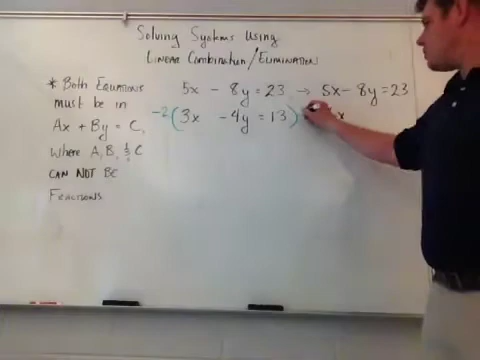 Solving Systems Using
Linear Combination/Elimination
* Both Equations
must be in
Ax + By = C,
where A, B, & C
CAN NOT BE
Fractions
5x - 8y = 23 → 5x - 8y = 23
-2(3x - 4y = 13)
x